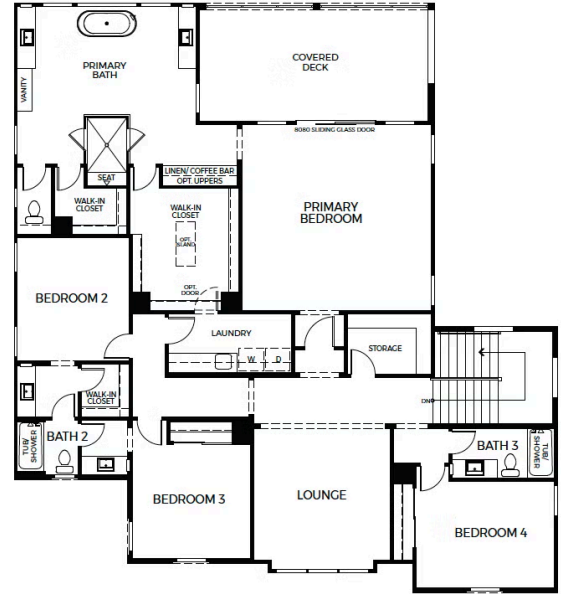 PRIMARY
BATH
COVERED
DECK
VANITY
8080 SLIDING GLASS DOOR
SEAT
LINEN/ COFFEE BAR
OPT. UPPERS
WALK-IN
CLOSET
WALK-IN
CLOSET
PRIMARY
BEDROOM
OPT.
ISLAND
BEDROOM 2
OPT.
DOOR
LAUNDRY
W
D
STORAGE
WALK-IN
CLOSET
DN
TUB/
SHOWER
BATH 2
BATH 3
TUB/
SHOWER
BEDROOM 3
LOUNGE
BEDROOM 4